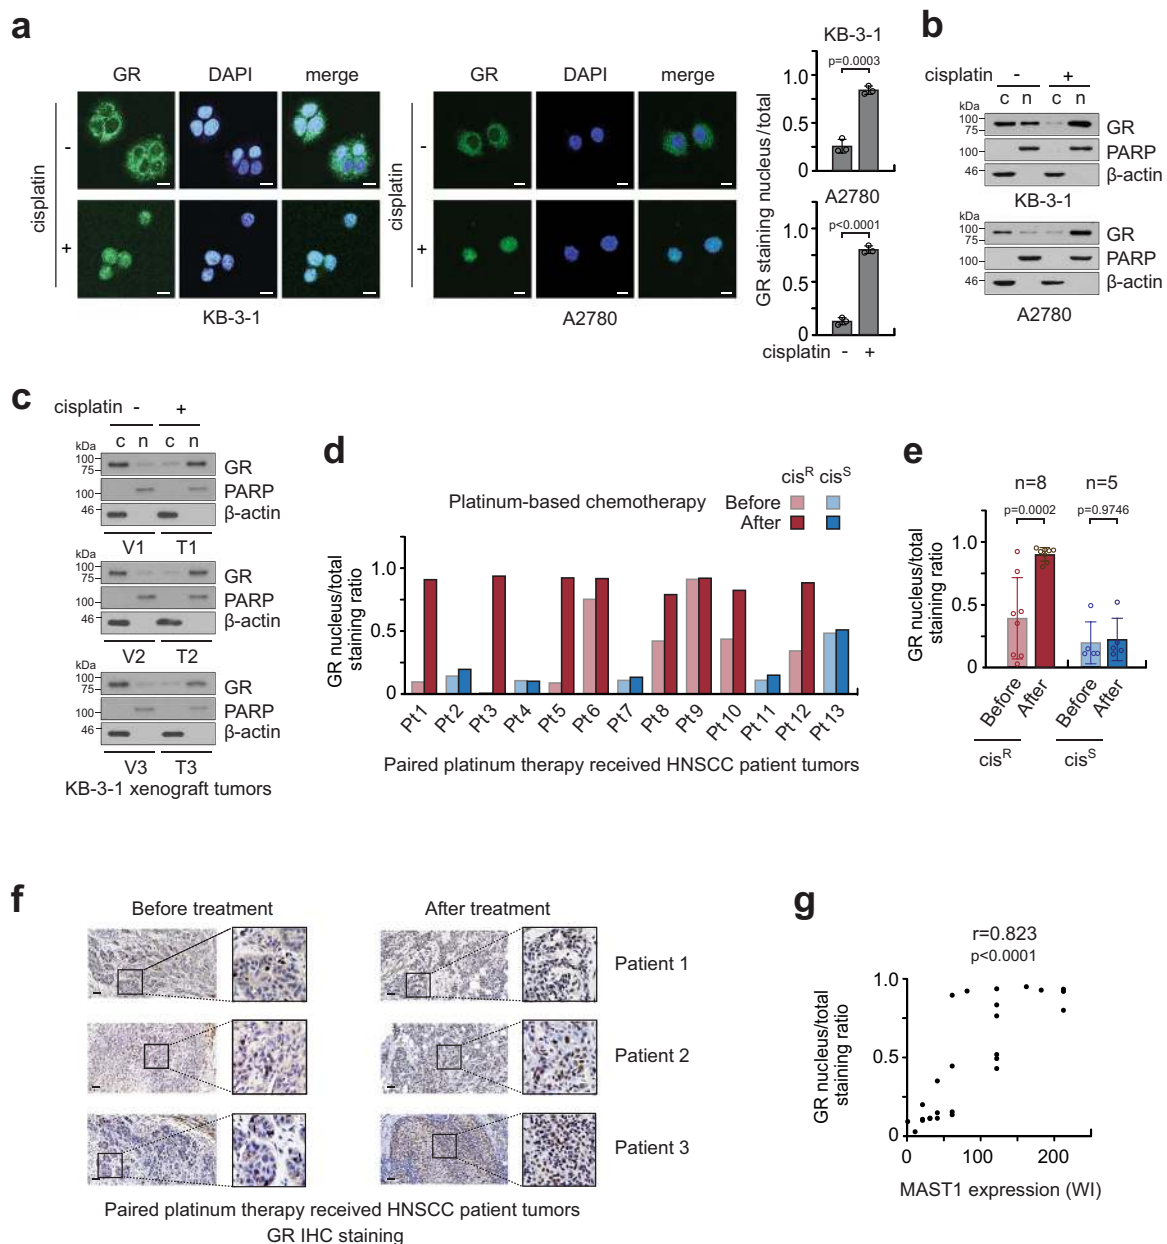 a
GR DAPI merge
GR DAPI merge
cisplatin
-
+
KB-3-1
cisplatin
-
+
A2780
GR staining nucleus/total
KB-3-1
p=0.0003
1.0
0.5
0
A2780
p<0.0001
1.0
0.5
0
cisplatin - +
b
cisplatin - +
kDa c n c n
100
75
GR
100
PARP
46
β-actin
KB-3-1
100
75
GR
100
PARP
46
β-actin
A2780
c
cisplatin - +
kDa c n c n
100
75
GR
100
PARP
46
β-actin
V1 T1
100
75
GR
100
PARP
46
β-actin
V2 T2
100
75
GR
100
PARP
46
β-actin
V3 T3
KB-3-1 xenograft tumors
d
cisR cisS
Platinum-based chemotherapy
Before
After
GR nucleus/total
staining ratio
1.0
0.5
0
Pt1 Pt2 Pt3 Pt4 Pt5 Pt6 Pt7 Pt8 Pt9 Pt10 Pt11 Pt12 Pt13
Paired platinum therapy received HNSCC patient tumors
e
n=8 n=5
p=0.0002 p=0.9746
GR nucleus/total
staining ratio
1.0
0.5
0
Before After Before After
cisR cisS
f
Before treatment After treatment
Patient 1
Patient 2
Patient 3
Paired platinum therapy received HNSCC patient tumors
GR IHC staining
g
r=0.823
p<0.0001
GR nucleus/total
staining ratio
1.0
0.5
0
0 100 200
MAST1 expression (WI)